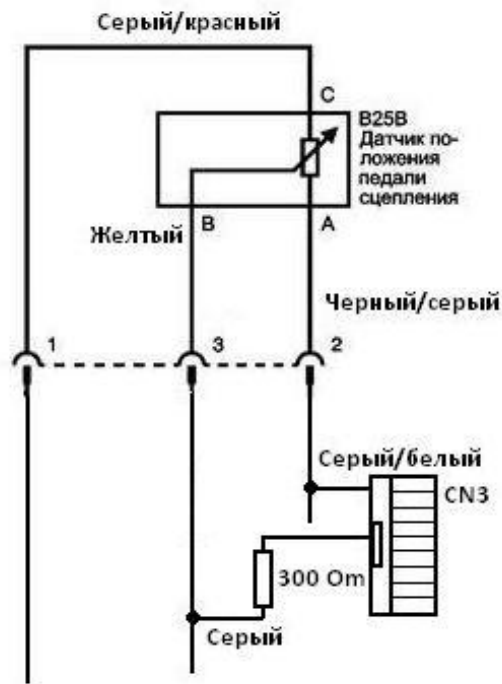 Серый/красный
C
B25B
Датчик по-
ложения
педали
сцепления
Желтый
B
A
Черный/серый
1
3
2
Серый/белый
CN3
300 Om
Серый